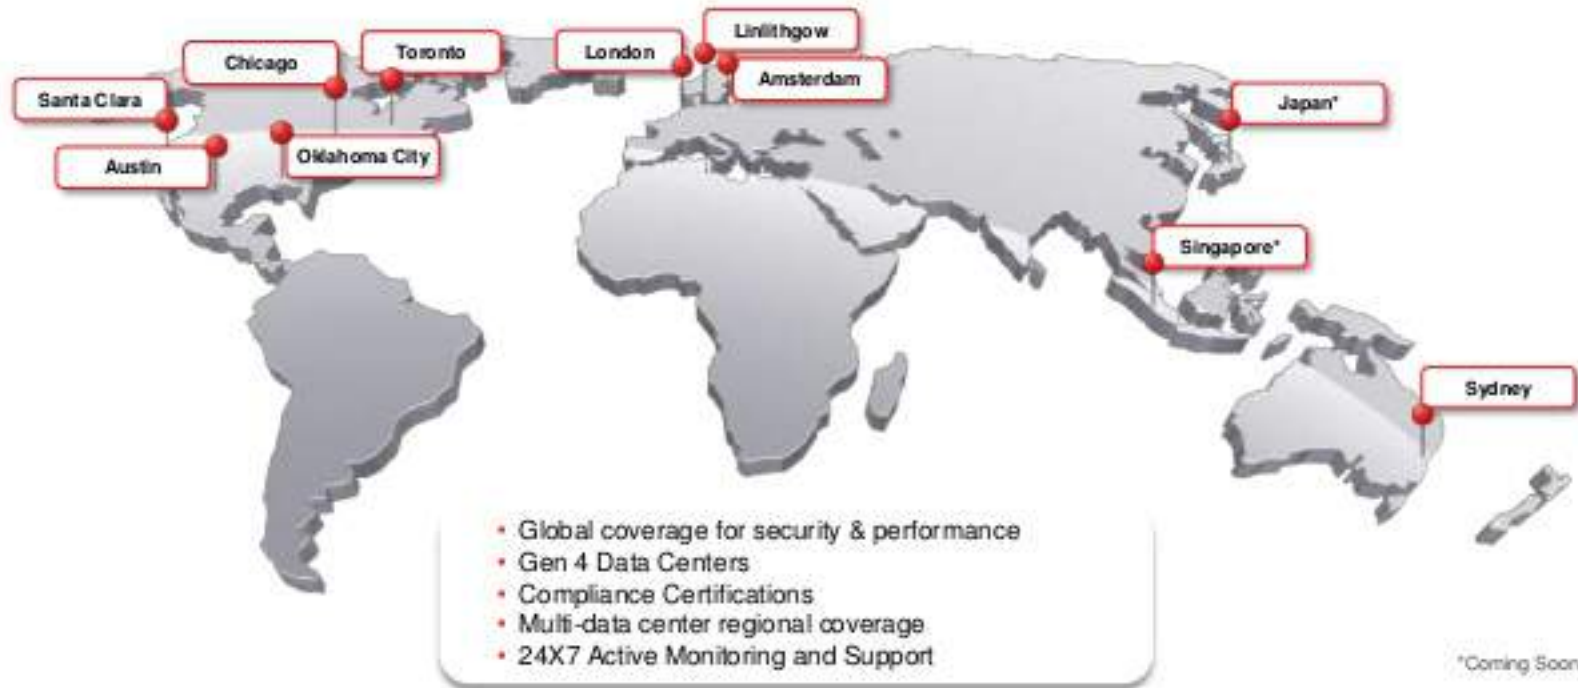 Linlithgow
Toronto
London
Chicago
Amsterdam
Santa Clara
Japan*
Oklahoma City
Austin
Singapore*
Sydney
• Global coverage for security & performance
• Gen 4 Data Centers
• Compliance Certifications
• Multi-data center regional coverage
• 24X7 Active Monitoring and Support
*Coming Soon